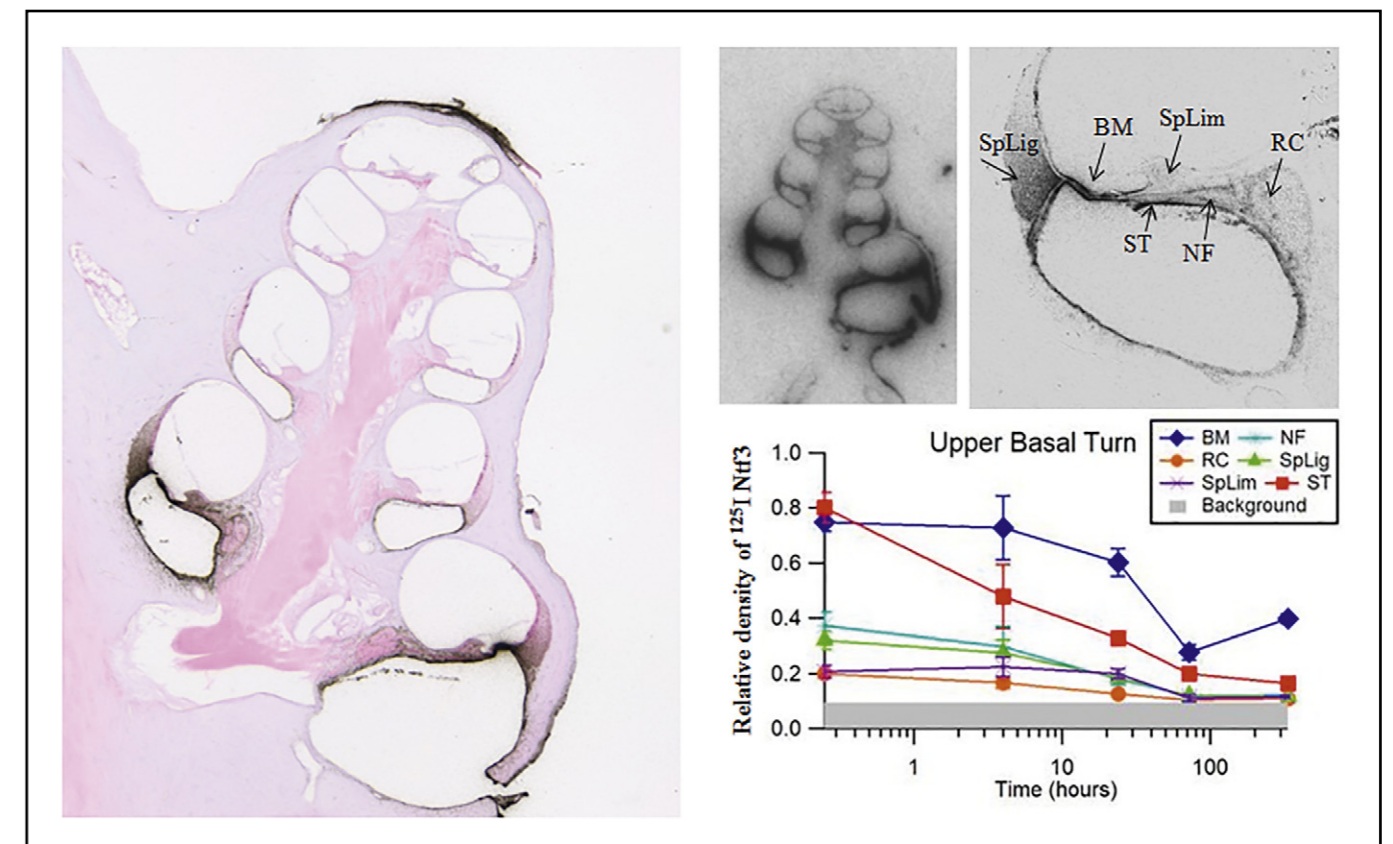 SpLig
BM
SpLim
RC
ST
NF
Upper Basal Turn
BM NF
RC SpLig
SpLim ST
Background
Relative density of ¹²⁵I Ntf3
1.0
0.8
0.6
0.4
0.2
0.0
1 10 100
Time (hours)